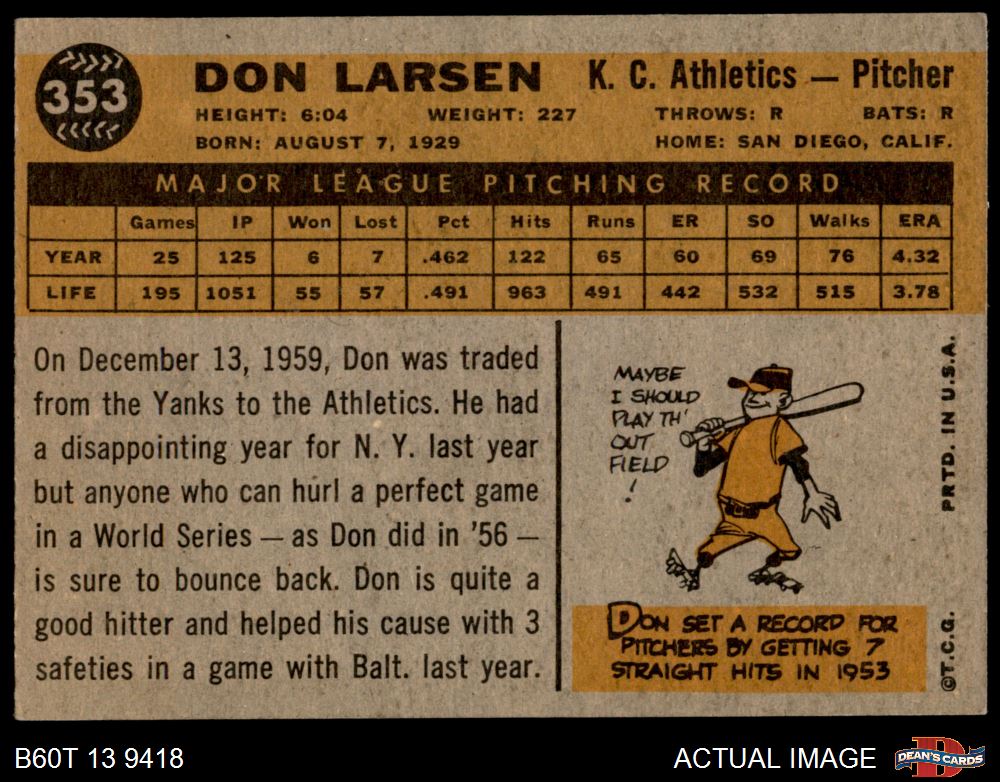 353
DON LARSEN K. C. Athletics — Pitcher
HEIGHT: 6:04 WEIGHT: 227 THROWS: R BATS: R
BORN: AUGUST 7, 1929 HOME: SAN DIEGO, CALIF.
MAJOR LEAGUE PITCHING RECORD
Games IP Won Lost Pct Hits Runs ER SO Walks ERA
YEAR 25 125 6 7 .462 122 65 60 69 76 4.32
LIFE 195 1051 55 57 .491 963 491 442 532 515 3.78
On December 13, 1959, Don was traded
from the Yanks to the Athletics. He had
a disappointing year for N. Y. last year
but anyone who can hurl a perfect game
in a World Series — as Don did in '56 —
is sure to bounce back. Don is quite a
good hitter and helped his cause with 3
safeties in a game with Balt. last year.
MAYBE
I SHOULD
PLAY TH'
OUT
FIELD
!
DON SET A RECORD FOR
PITCHERS BY GETTING 7
STRAIGHT HITS IN 1953
©T.C.G. PRTD. IN U.S.A.
B60T 13 9418 ACTUAL IMAGE
D
DEAN'S CARDS